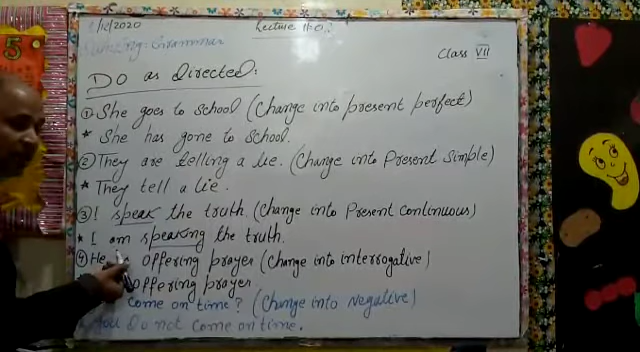 /12/2020
Lecture #
Grammar
Class VII
Do as directed:
① She goes to school (Change into present perfect)
* She has gone to school.
② They are telling a lie. (Change into Present Simple)
* They tell a lie.
③ I speak the truth. (Change into Present Continuous)
* I am speaking the truth.
④ He is offering prayer (Change into interrogative)
offering prayer
come on time? (Change into Negative)
You Do not come on time.
5